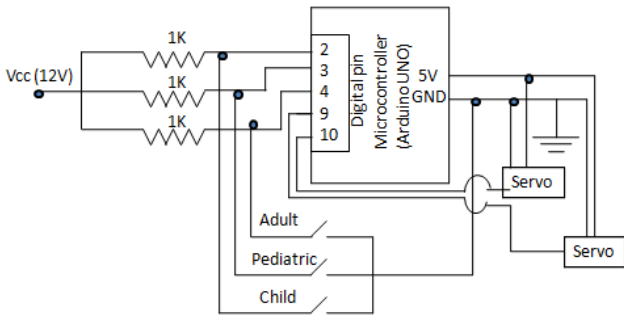 Vcc (12V)
1K
1K
1K
2
3
4
9
10
Digital pin
Microcontroller
(Arduino UNO)
5V
GND
Servo
Servo
Adult
Pediatric
Child